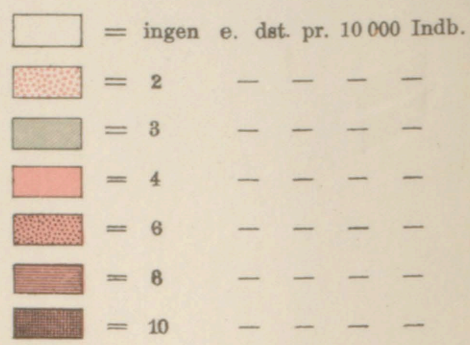 = ingen e. dst. pr. 10 000 Indb.
= 2 — — — —
= 3 — — — —
= 4 — — — —
= 6 — — — —
= 8 — — — —
= 10 — — — —